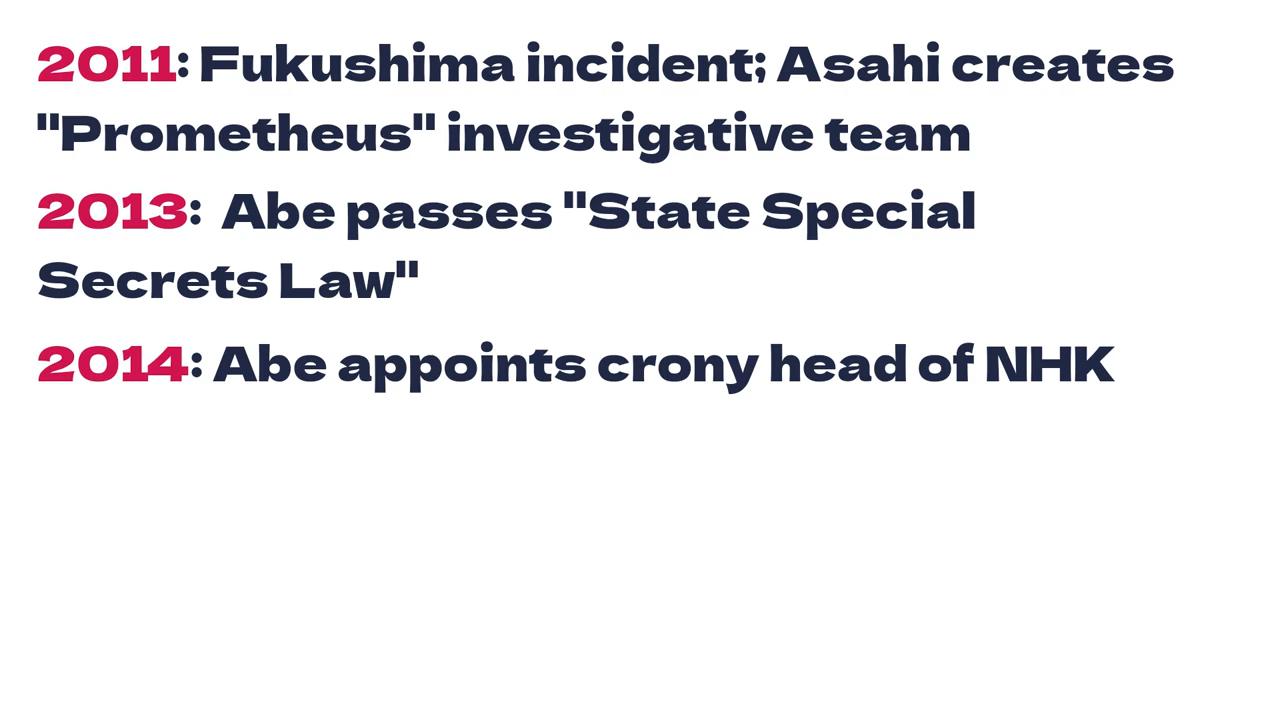 2011: Fukushima incident; Asahi creates
"Prometheus" investigative team
2013:  Abe passes "State Special
Secrets Law"
2014: Abe appoints crony head of NHK